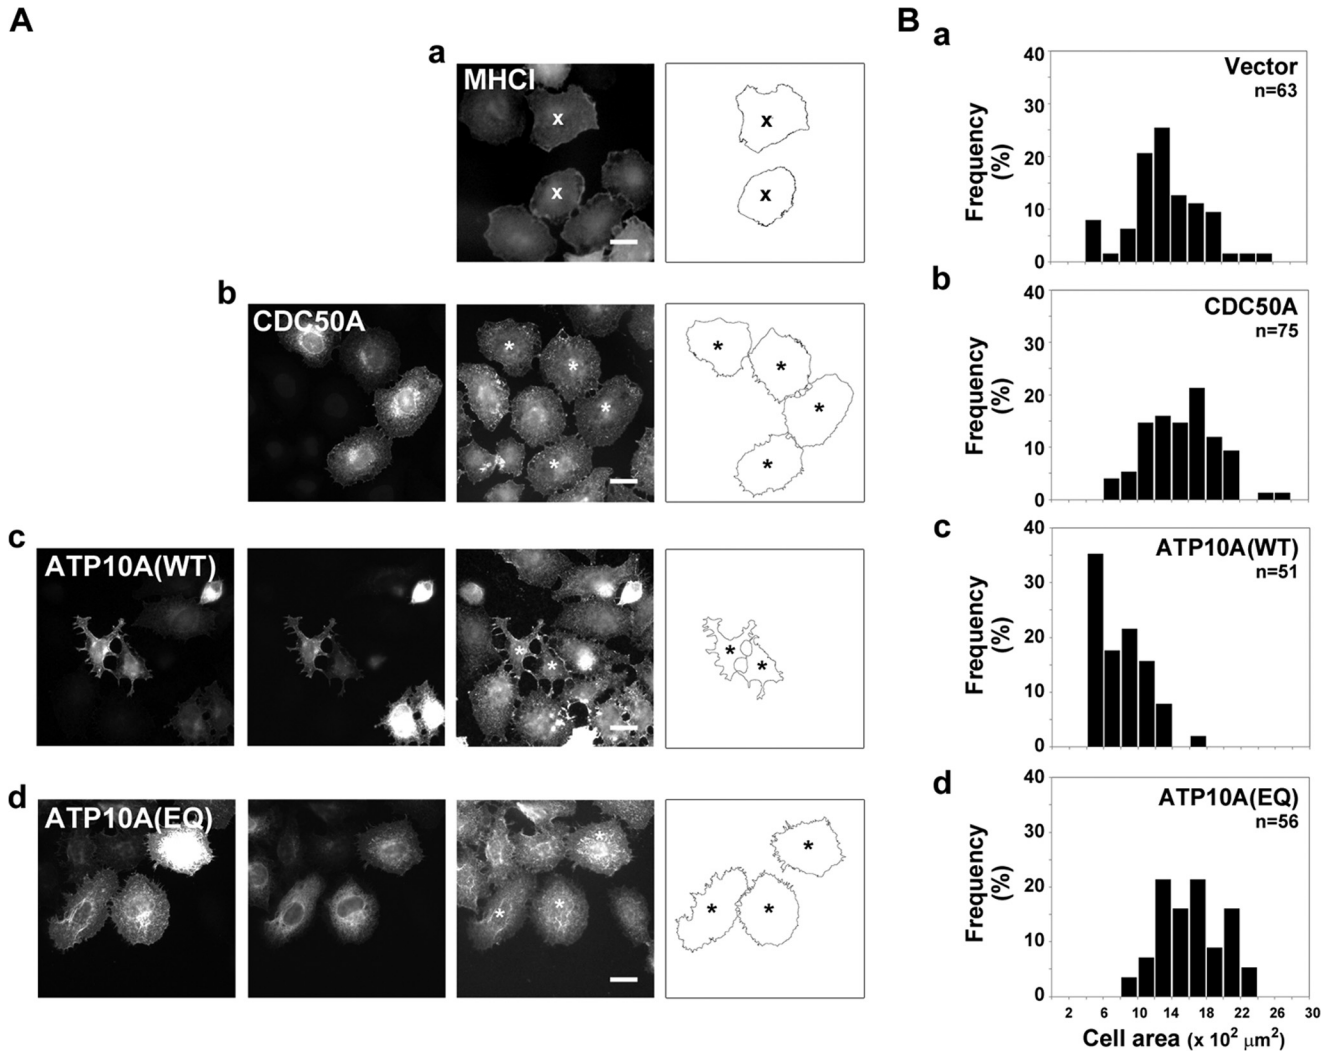 A
a
MHCI
x
x
x
x
b
CDC50A
*
*
*
*
*
*
*
*
c
ATP10A(WT)
*
*
*
*
d
ATP10A(EQ)
*
*
*
*
*
*
B
a
Vector
n=63
Frequency
(%)
40
30
20
10
0
b
CDC50A
n=75
Frequency
(%)
40
30
20
10
0
c
ATP10A(WT)
n=51
Frequency
(%)
40
30
20
10
0
d
ATP10A(EQ)
n=56
Frequency
(%)
40
30
20
10
0
2 6 10 14 18 22 26 30
Cell area (x 10² μm²)